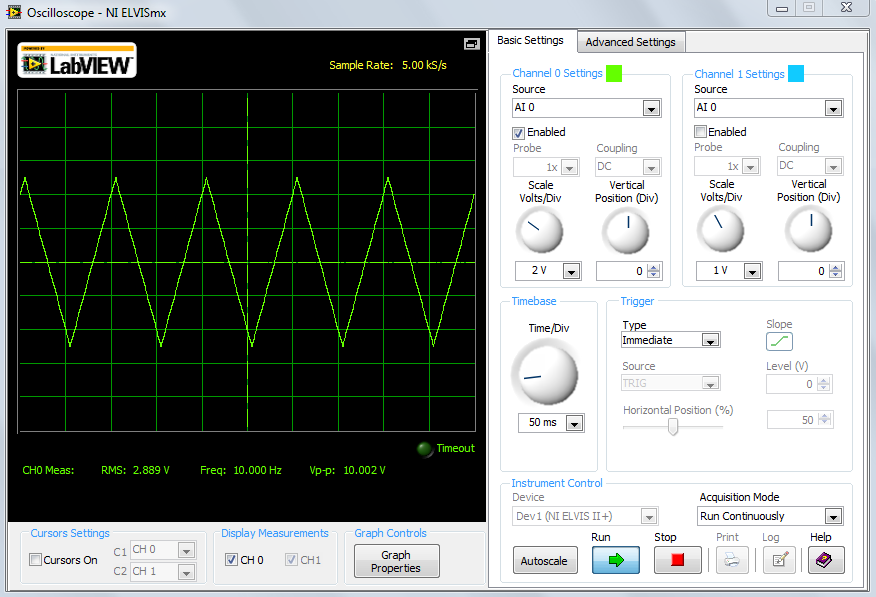 Oscilloscope - NI ELVISmx
POWERED BY
LabVIEW
Sample Rate: 5.00 kS/s
Timeout
CH0 Meas: RMS: 2.889 V Freq: 10.000 Hz Vp-p: 10.002 V
Cursors Settings
Cursors On
C1 CH 0
C2 CH 1
Display Measurements
CH 0 CH1
Graph Controls
Graph
Properties
Basic Settings Advanced Settings
Channel 0 Settings
Source
AI 0
Enabled
Probe Coupling
1x DC
Scale Vertical
Volts/Div Position (Div)
2 V 0
Channel 1 Settings
Source
AI 0
Enabled
Probe Coupling
1x DC
Scale Vertical
Volts/Div Position (Div)
1 V 0
Timebase
Time/Div
50 ms
Trigger
Type Slope
Immediate
Source Level (V)
TRIG 0
Horizontal Position (%)
50
Instrument Control
Device Acquisition Mode
Dev1 (NI ELVIS II+) Run Continuously
Run Stop Print Log Help
Autoscale